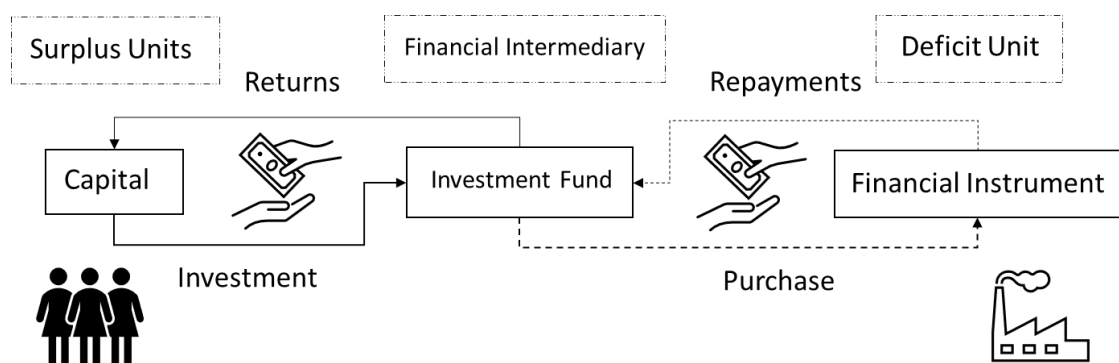 Surplus Units
Financial Intermediary
Deficit Unit
Returns
Repayments
Capital
Investment Fund
Financial Instrument
Investment
Purchase